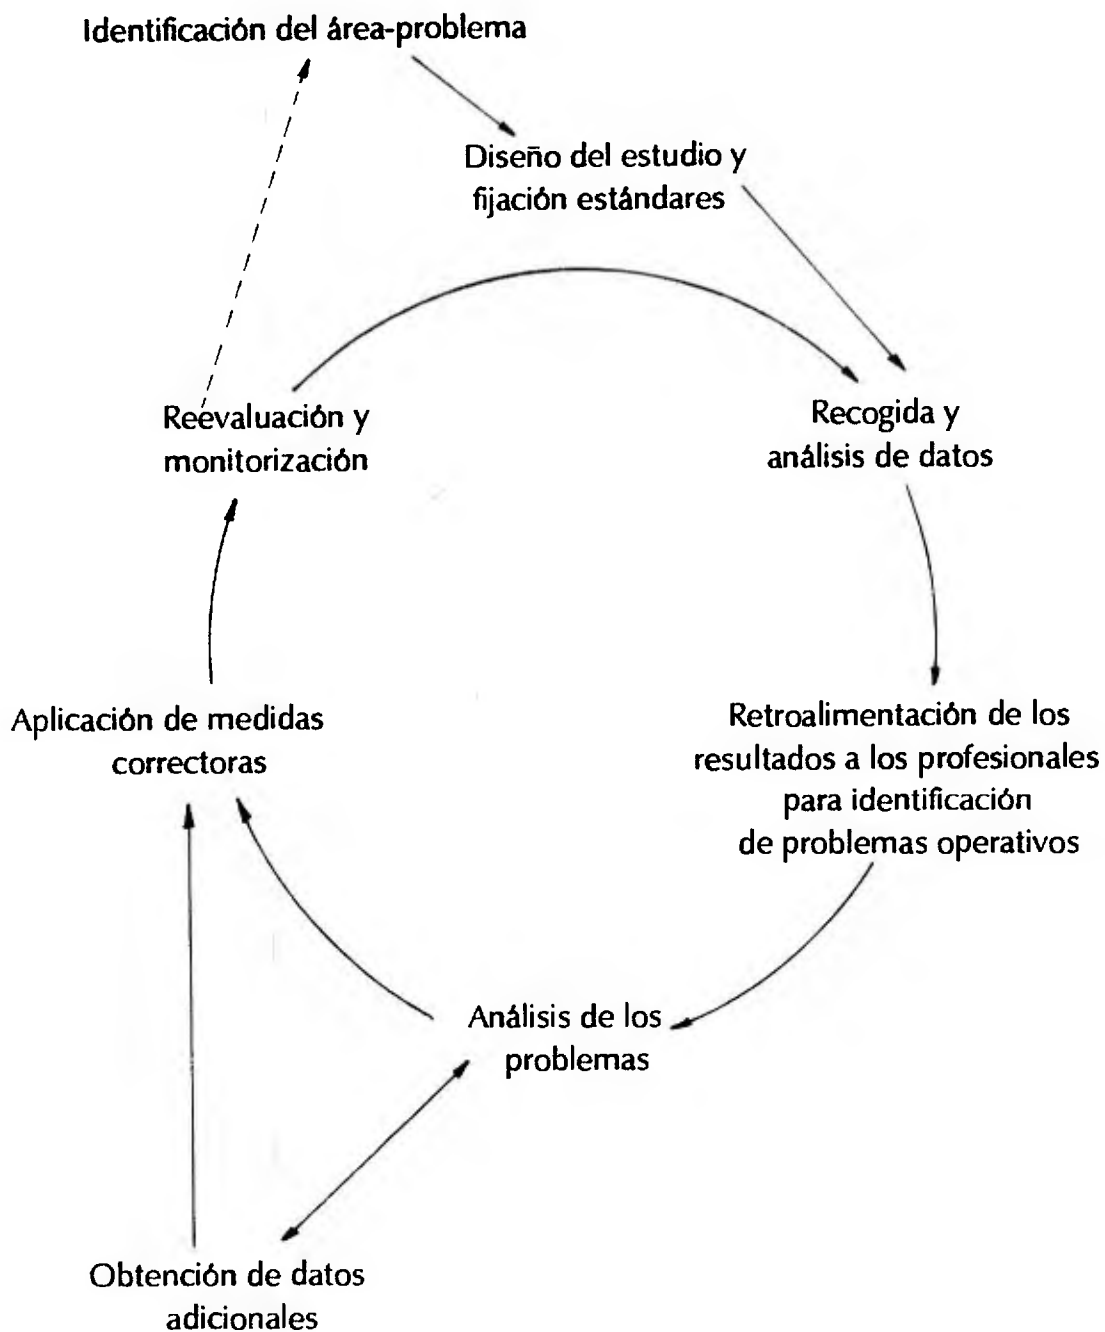 Identificación del área-problema
Diseño del estudio y
fijación estándares
Reevaluación y
monitorización
Recogida y
análisis de datos
Aplicación de medidas
correctoras
Retroalimentación de los
resultados a los profesionales
para identificación
de problemas operativos
Análisis de los
problemas
Obtención de datos
adicionales